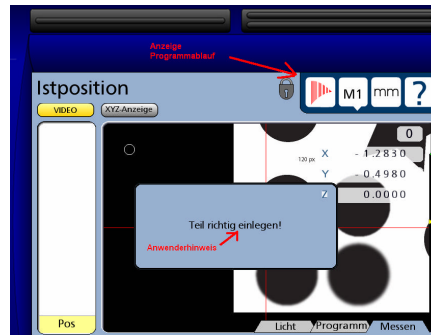 Anzeige
Programmablauf
Istposition
M1 mm ?
VIDEO XYZ-Anzeige
0
120 px X - 1.2830
Y - 0.4980
Z 0.0000
Teil richtig einlegen!
Anwenderhinweis
Pos
Licht Programm Messen